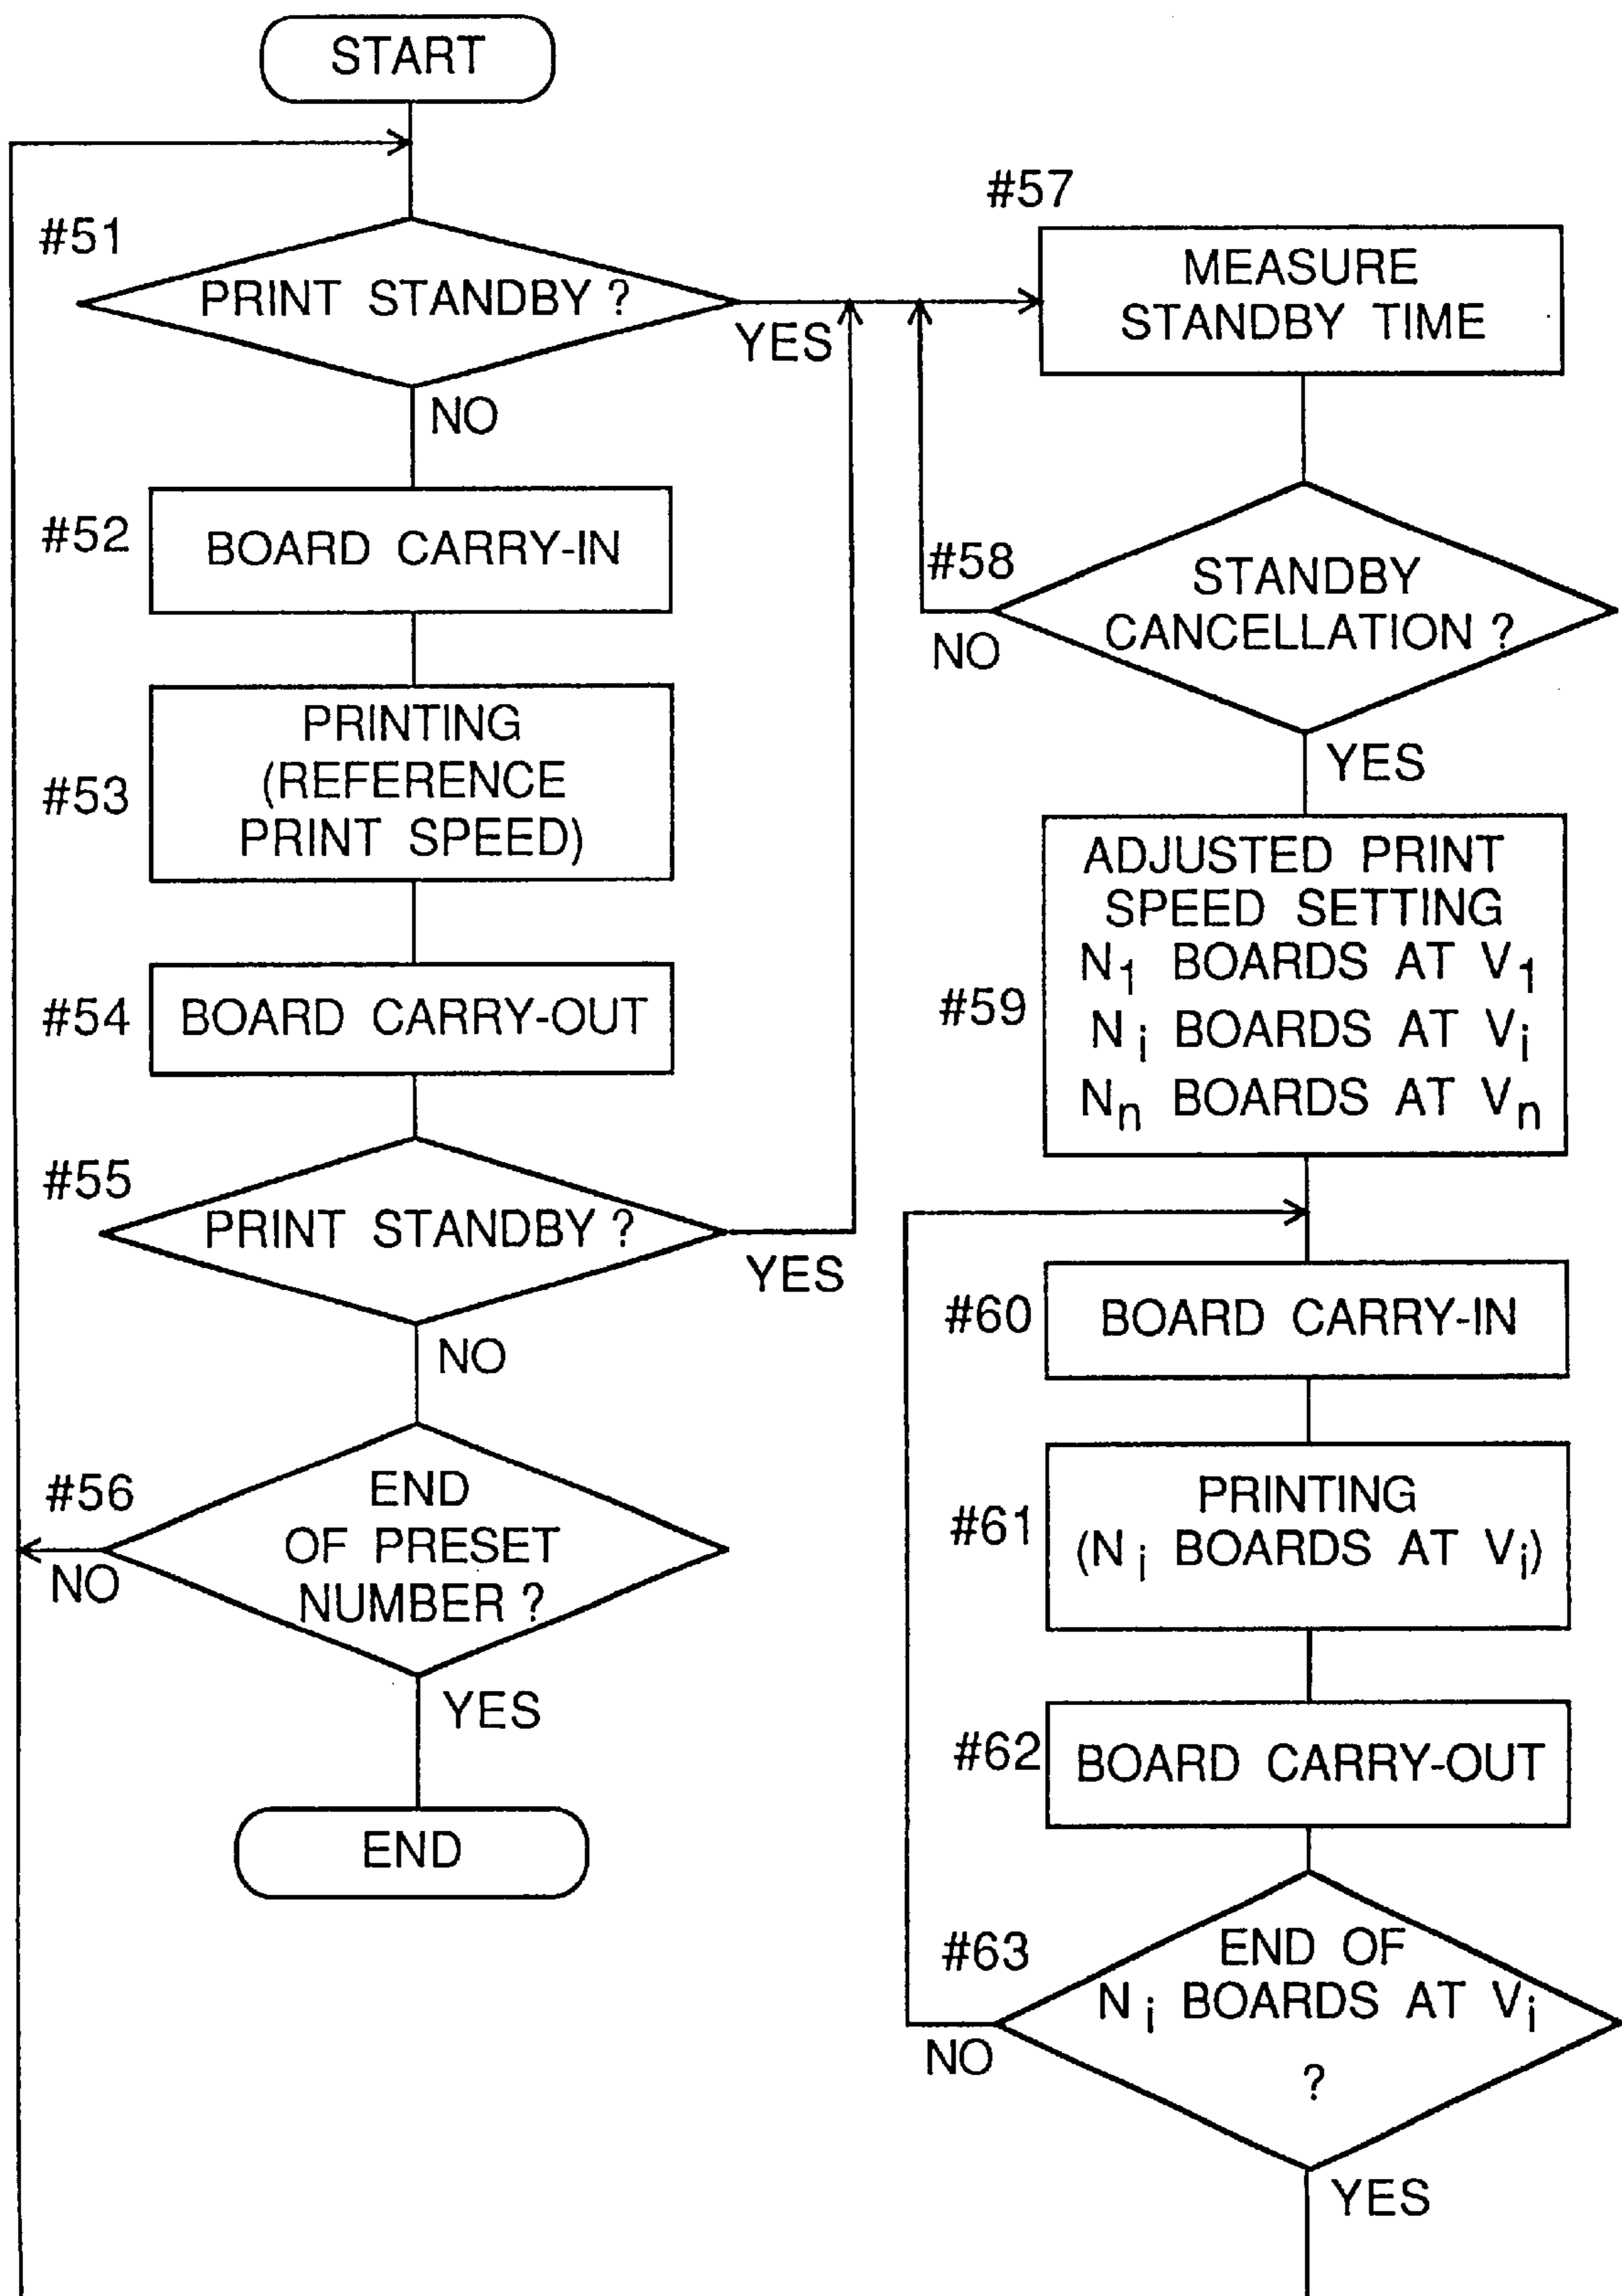 START
#51
PRINT STANDBY ?
YES
NO
#52
BOARD CARRY-IN
#53
PRINTING
(REFERENCE
PRINT SPEED)
#54
BOARD CARRY-OUT
#55
PRINT STANDBY ?
YES
NO
#56
END
OF PRESET
NUMBER ?
NO
YES
END
#57
MEASURE
STANDBY TIME
#58
STANDBY
CANCELLATION ?
NO
YES
#59
ADJUSTED PRINT
SPEED SETTING
N1 BOARDS AT V1
Ni BOARDS AT Vi
Nn BOARDS AT Vn
#60
BOARD CARRY-IN
#61
PRINTING
(Ni BOARDS AT Vi)
#62
BOARD CARRY-OUT
#63
END OF
Ni BOARDS AT Vi
?
NO
YES